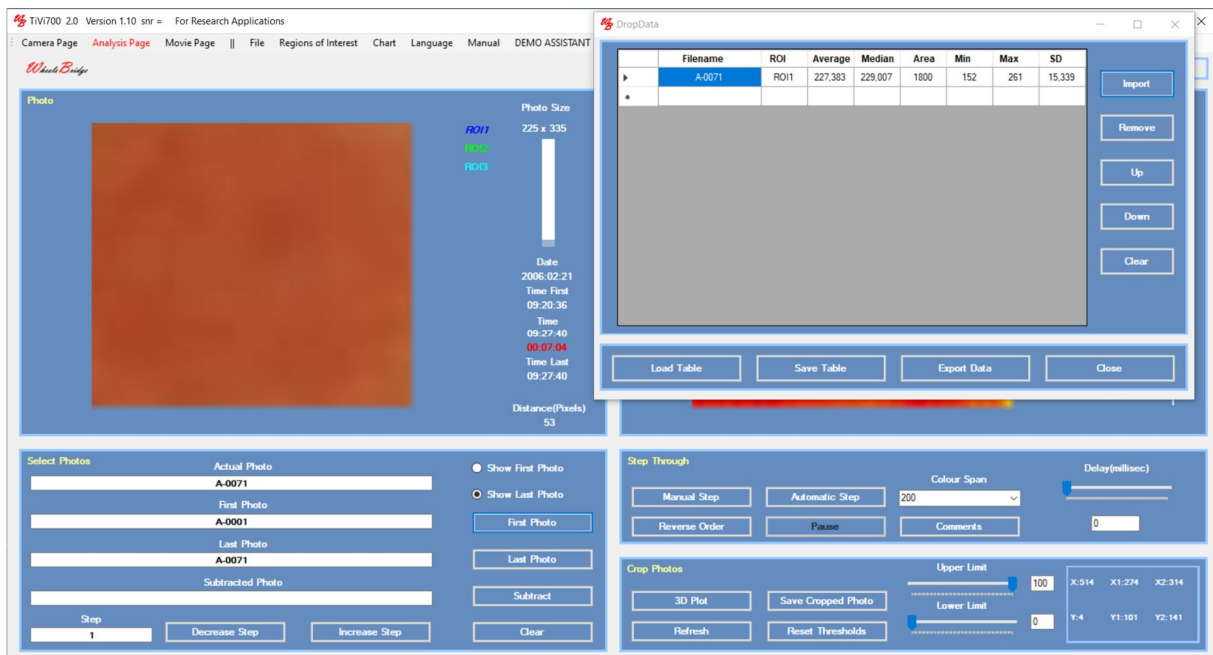 TiVi700 2.0 Version 1.10 snr = For Research Applications
Camera Page Analysis Page Movie Page || File Regions of Interest Chart Language Manual DEMO ASSISTANT
WheelsBridge
Photo
Photo Size
ROI1 225 x 335
ROI2
ROI3
Date
2006:02:21
Time First
09:20:36
Time
09:27:40
00:07:04
Time Last
09:27:40
Distance(Pixels)
53
DropData
Filename ROI Average Median Area Min Max SD
A-0071 ROI1 227,383 229,007 1800 152 261 15,339
Import
Remove
Up
Down
Clear
Load Table Save Table Export Data Close
Select Photos
Actual Photo
A-0071
First Photo
A-0001
Last Photo
A-0071
Subtracted Photo
Step
1
Decrease Step Increase Step
Show First Photo
Show Last Photo
First Photo
Last Photo
Subtract
Clear
Step Through
Manual Step Automatic Step
Reverse Order Pause
Colour Span
200
Comments
Delay(millisec)
0
Crop Photos
3D Plot Save Cropped Photo
Refresh Reset Thresholds
Upper Limit
100
Lower Limit
0
X:514 X1:274 X2:314
Y:4 Y1:101 Y2:141